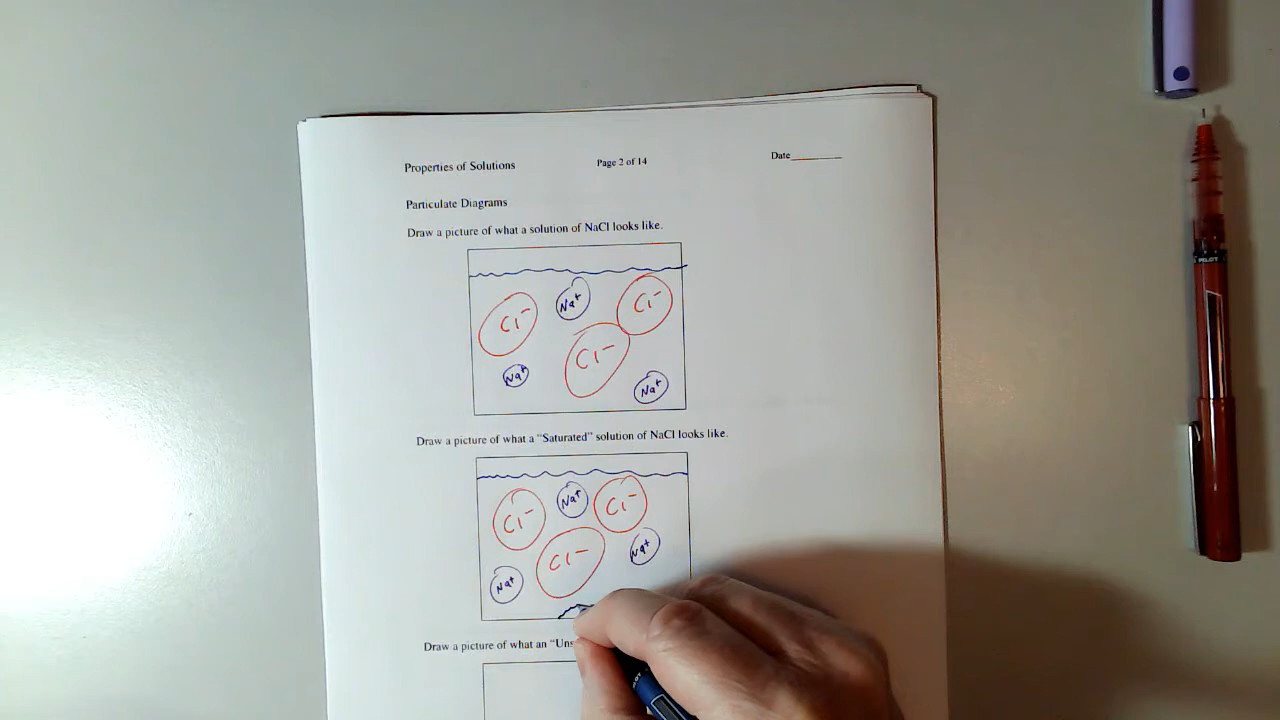 Properties of Solutions Page 2 of 14 Date_________
Particulate Diagrams
Draw a picture of what a solution of NaCl looks like.
Cl⁻ Na⁺ Cl⁻
Cl⁻
Na⁺ Na⁺
Draw a picture of what a “Saturated” solution of NaCl looks like.
Cl⁻ Na⁺ Cl⁻
Cl⁻ Na⁺
Na⁺
Draw a picture of what an “Uns
PILOT